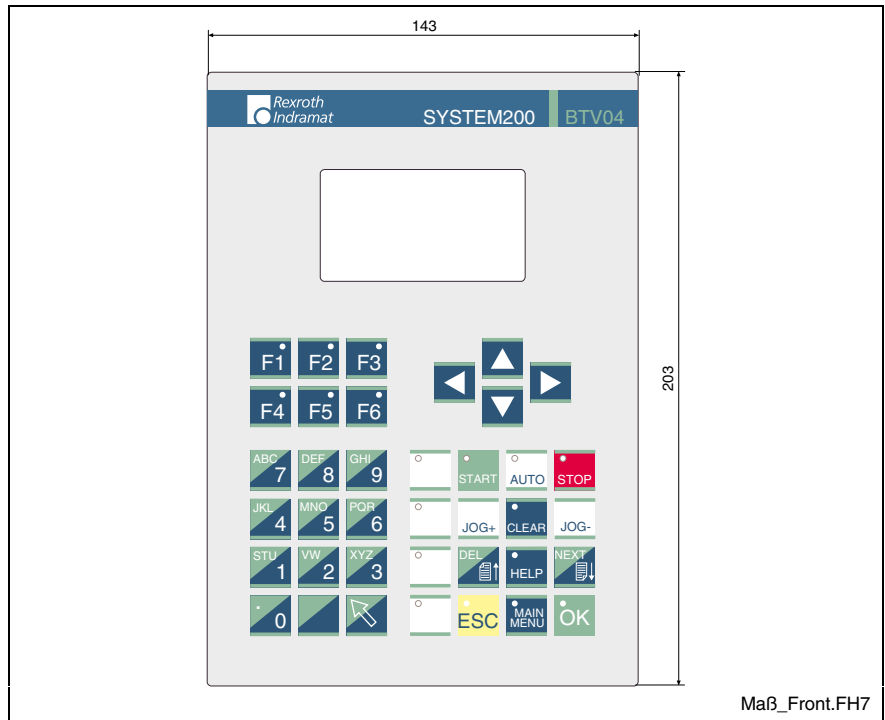 143
Rexroth
Indramat
SYSTEM200
BTV04
203
F1 F2 F3
F4 F5 F6
ABC 7 DEF 8 GHI 9
START AUTO STOP
JKL 4 MNO 5 PQR 6
JOG+ CLEAR JOG-
STU 1 VW 2 XYZ 3
DEL HELP NEXT
. 0
ESC MAIN MENU OK
Maß_Front.FH7